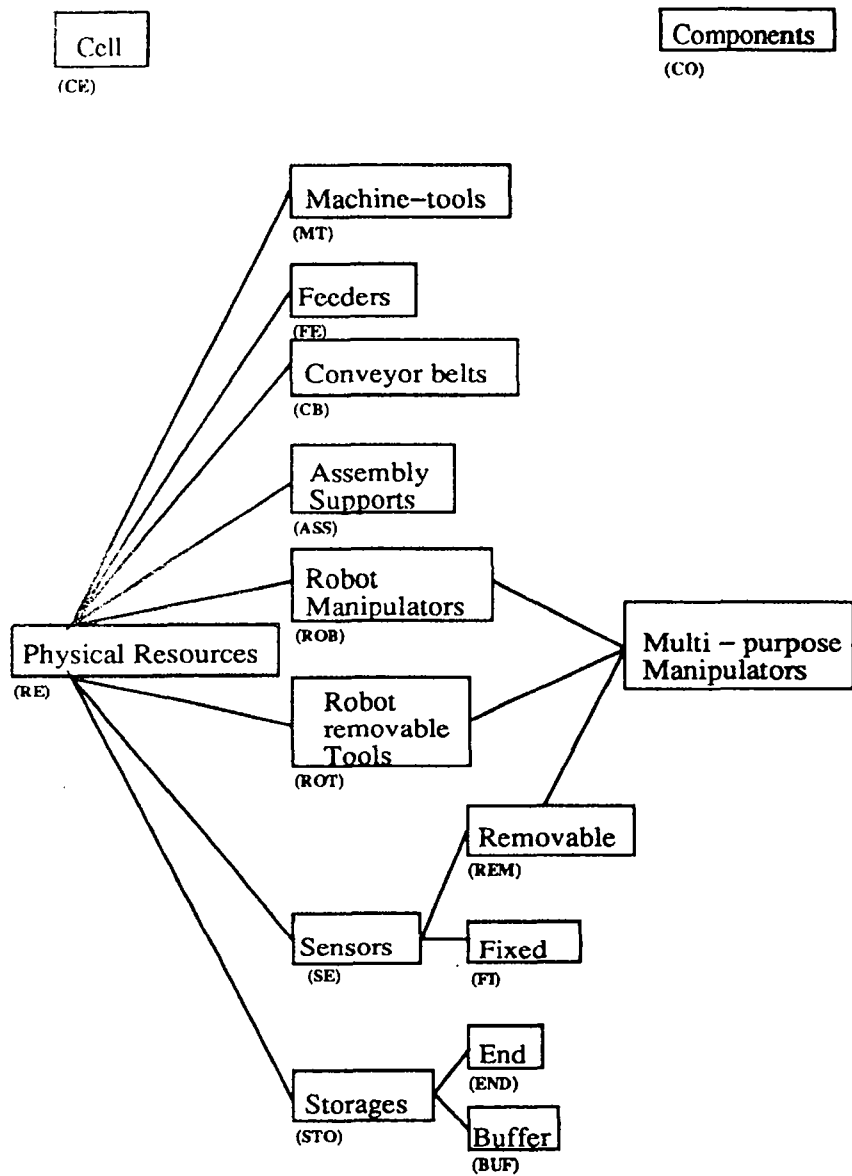 Cell
(CE)
Components
(CO)
Machine-tools
(MT)
Feeders
(FE)
Conveyor belts
(CB)
Assembly
Supports
(ASS)
Robot
Manipulators
(ROB)
Physical Resources
(RE)
Multi - purpose
Manipulators
Robot
removable
Tools
(ROT)
Removable
(REM)
Sensors
(SE)
Fixed
(FI)
End
(END)
Storages
(STO)
Buffer
(BUF)